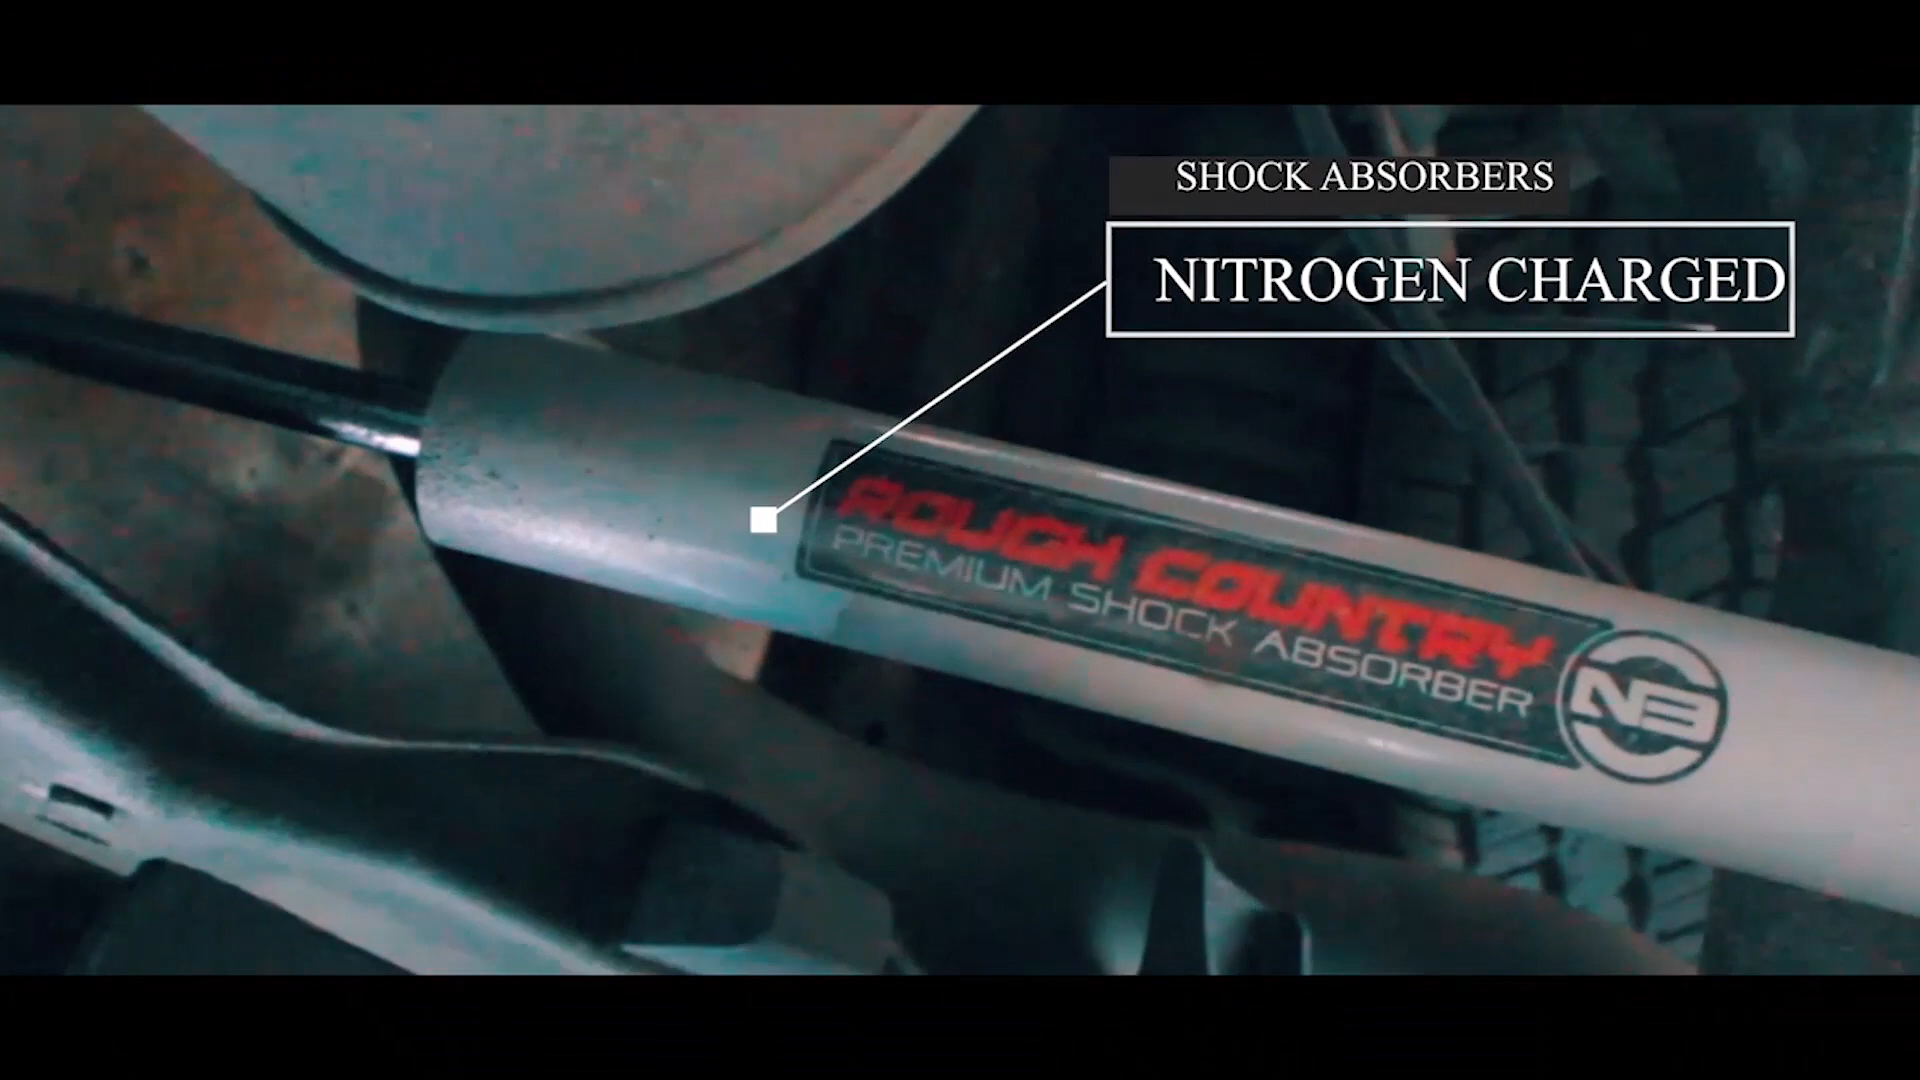 SHOCK ABSORBERS
NITROGEN CHARGED
ROUGH COUNTRY
PREMIUM SHOCK ABSORBER
N3